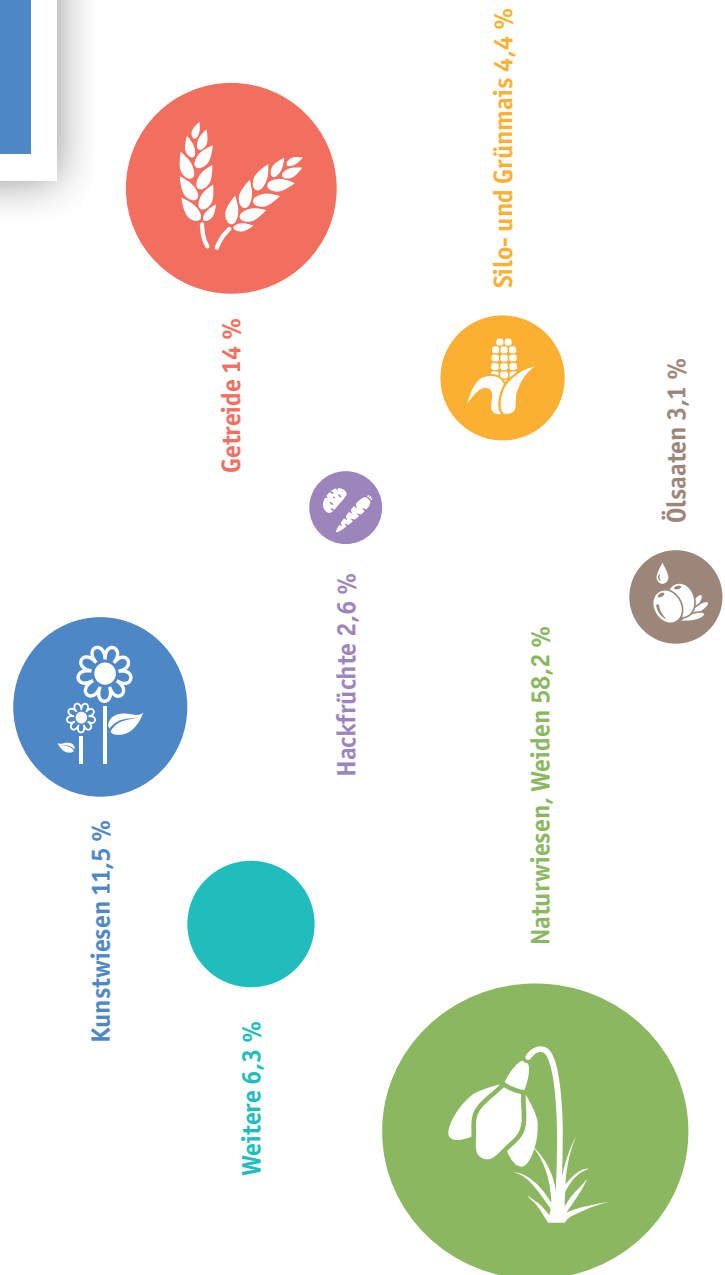 Getreide 14 %
Silo- und Grünmais 4,4 %
Ölsaaten 3,1 %
Hackfrüchte 2,6 %
Naturwiesen, Weiden 58,2 %
Kunstwiesen 11,5 %
Weitere 6,3 %